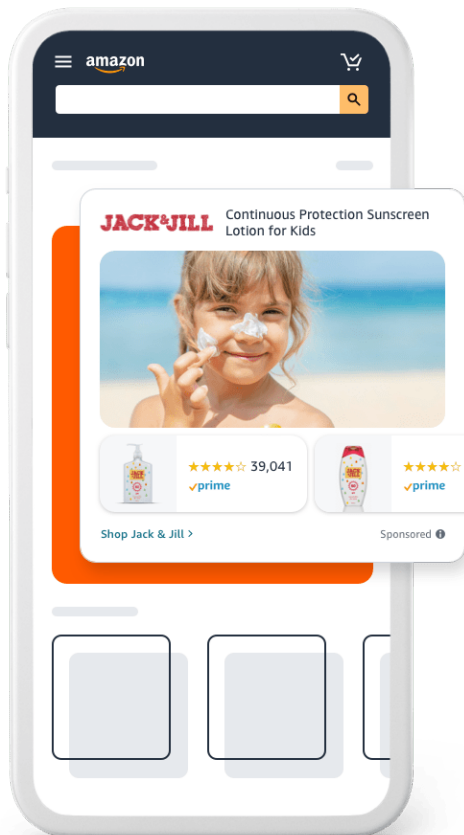 amazon
JACK&JILL
Continuous Protection Sunscreen
Lotion for Kids
39,041
prime
prime
Shop Jack & Jill >
Sponsored